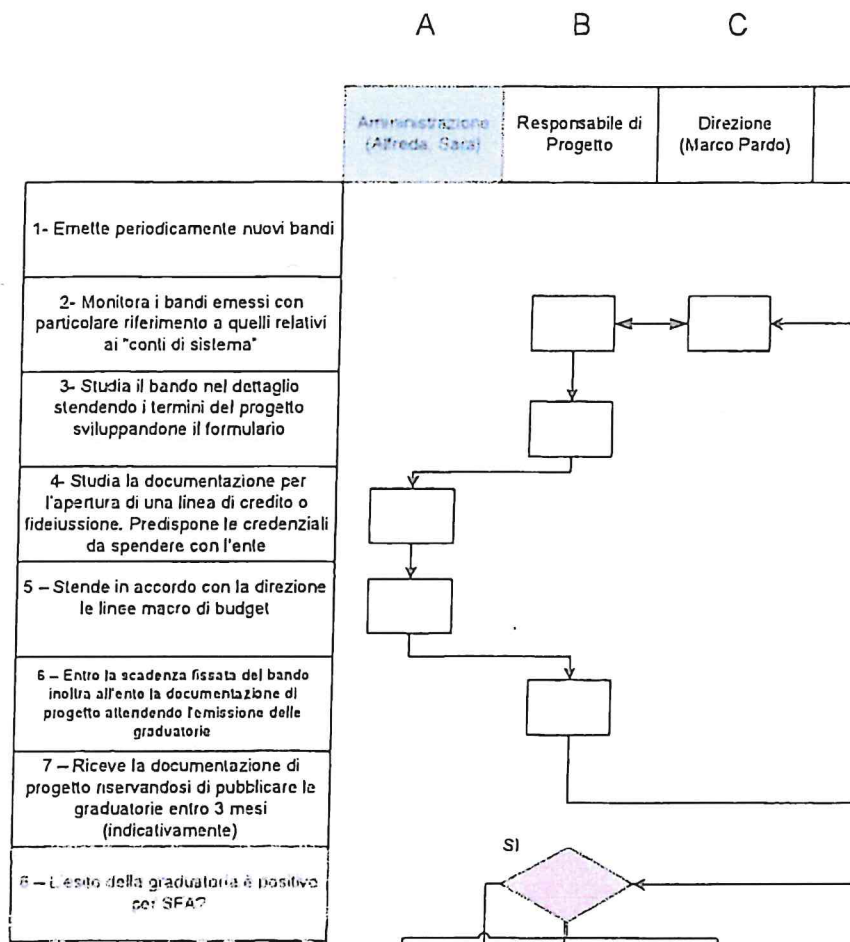 A B C
Amministrazione
(Alfreda, Sara)
Responsabile di
Progetto
Direzione
(Marco Pardo)
1- Emette periodicamente nuovi bandi
2- Monitora i bandi emessi con
particolare riferimento a quelli relativi
ai "conti di sistema"
3- Studia il bando nel dettaglio
stendendo i termini del progetto
sviluppandone il formulario
4- Studia la documentazione per
l'apertura di una linea di credito o
fideiussione. Predispone le credenziali
da spendere con l'ente
5 – Stende in accordo con la direzione
le linee macro di budget
6 – Entro la scadenza fissata del bando
inoltra all'ente la documentazione di
progetto attendendo l'emissione delle
graduatorie
7 – Riceve la documentazione di
progetto riservandosi di pubblicare le
graduatorie entro 3 mesi
(indicativamente)
SI
8 – L'esito della graduatoria è positivo
per SFA?